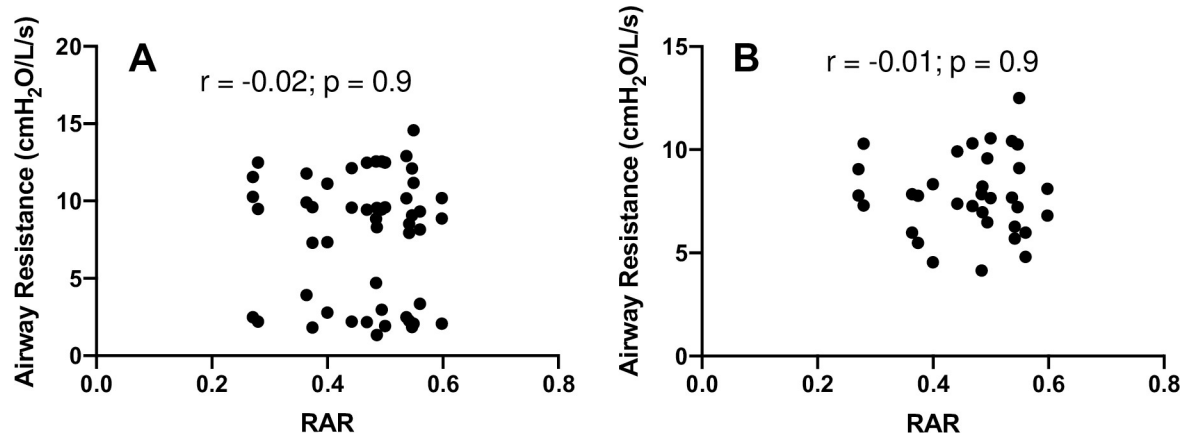 A
r = -0.02; p = 0.9
Airway Resistance (cmH₂O/L/s)
20
15
10
5
0
0.0 0.2 0.4 0.6 0.8
RAR
B
r = -0.01; p = 0.9
Airway Resistance (cmH₂O/L/s)
15
10
5
0
0.0 0.2 0.4 0.6 0.8
RAR